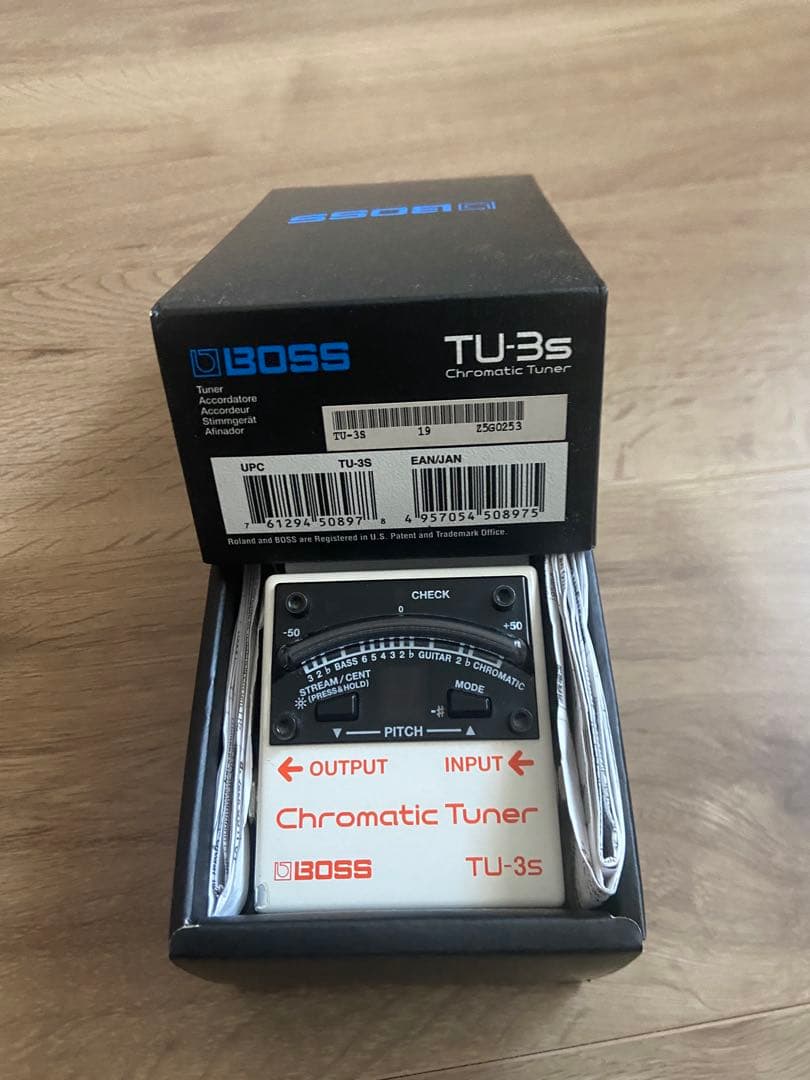 BOSS
BOSS
TU-3s
Chromatic Tuner
Tuner
Accordatore
Accordeur
Stimmgerät
Afinador
TU-3S 19 Z5G0253
UPC TU-3S EAN/JAN
7 61294 50897 8 4 957054 508975
Roland and BOSS are Registered in U.S. Patent and Trademark Office.
CHECK
0
-50 +50
3 2 ♭ BASS 6 5 4 3 2 ♭ GUITAR 2 ♭ CHROMATIC
STREAM/CENT
(PRESS&HOLD)
MODE
-#
▼ PITCH ▲
← OUTPUT INPUT ←
Chromatic Tuner
BOSS TU-3s